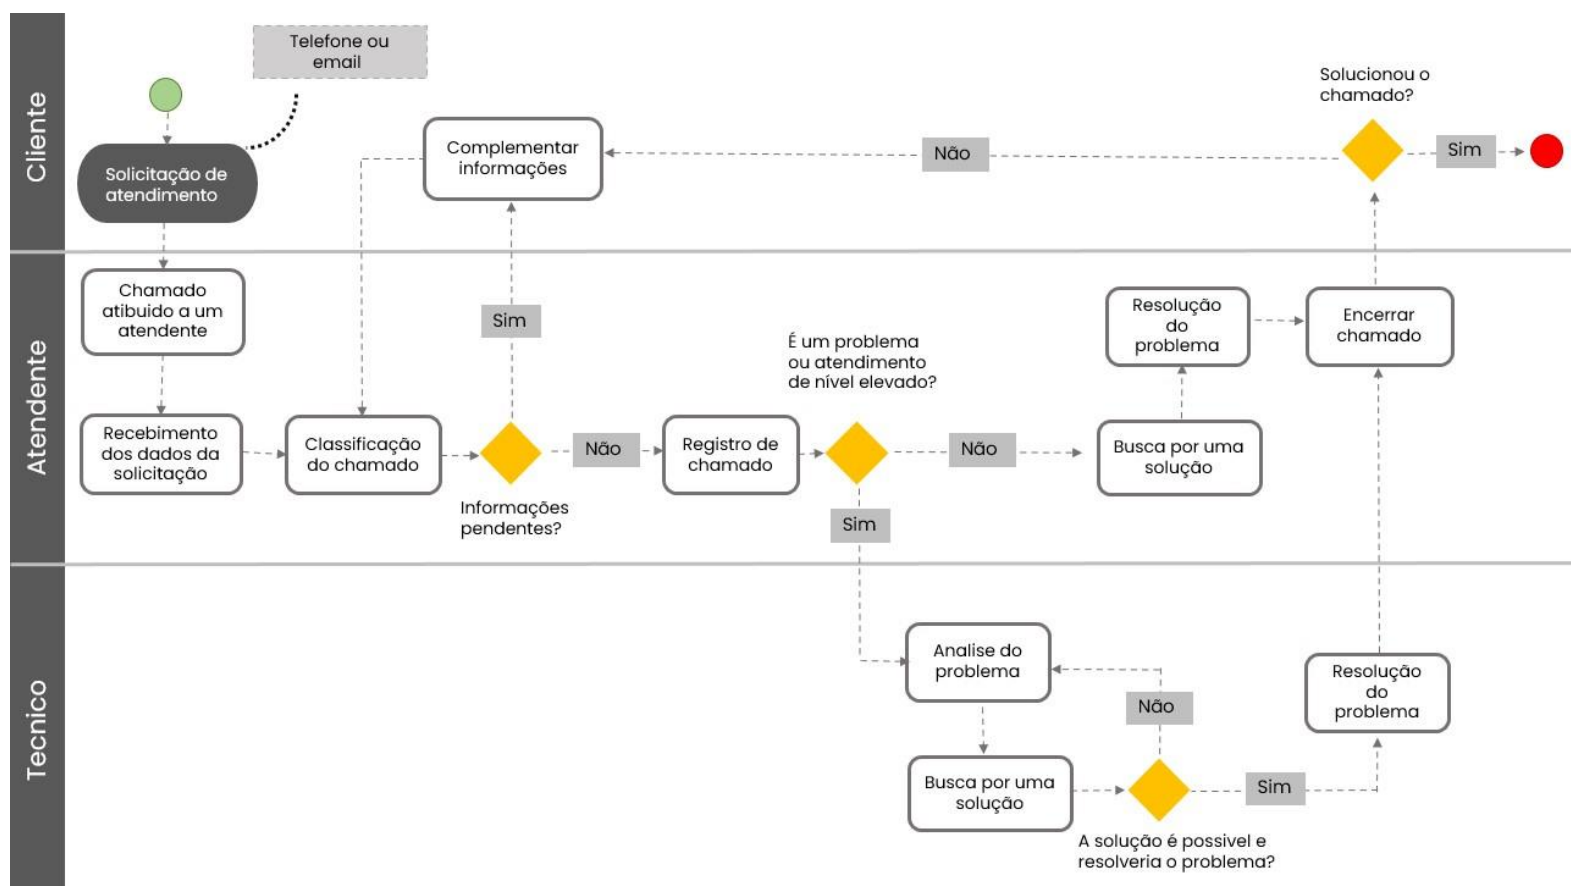 Cliente
Telefone ou
email
Solicitação de
atendimento
Complementar
informações
Não
Solucionou o
chamado?
Sim
Atendente
Chamado
atibuido a um
atendente
Recebimento
dos dados da
solicitação
Classificação
do chamado
Sim
Informações
pendentes?
Não
Registro de
chamado
É um problema
ou atendimento
de nível elevado?
Não
Sim
Busca por uma
solução
Resolução
do
problema
Encerrar
chamado
Tecnico
Analise do
problema
Busca por uma
solução
Não
A solução é possivel e
resolveria o problema?
Sim
Resolução
do
problema